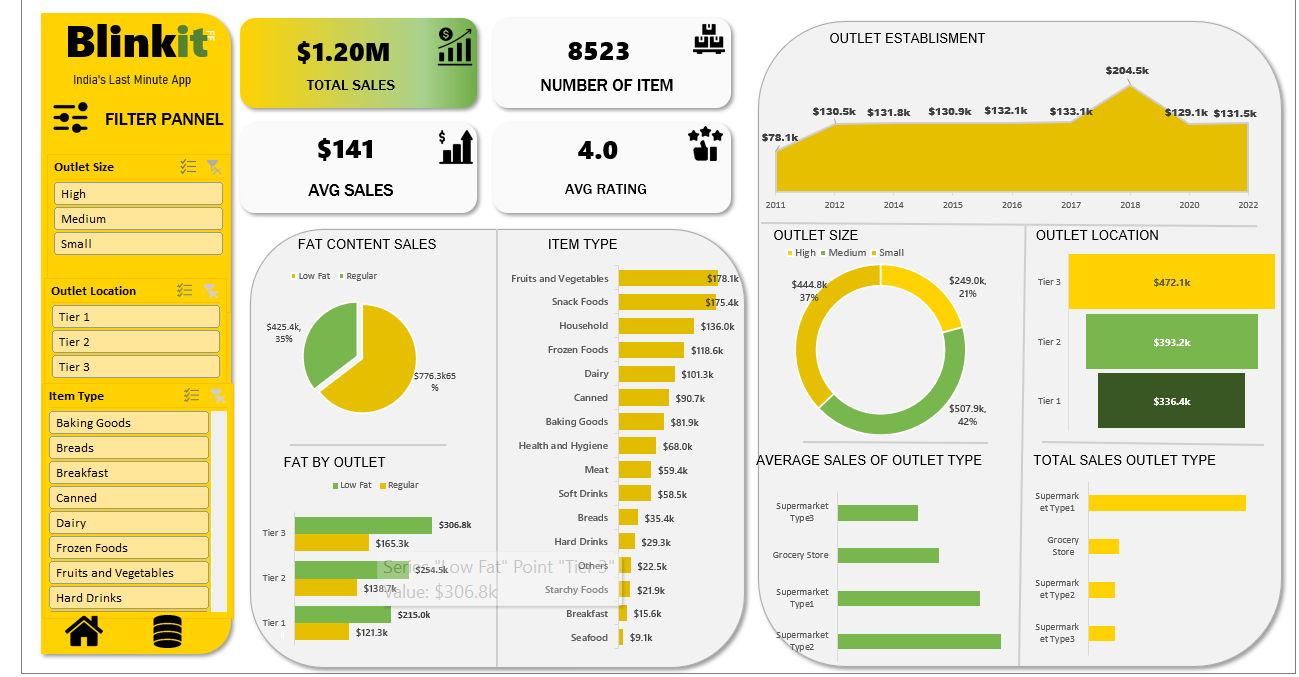 Blinkit
India's Last Minute App
FILTER PANNEL
Outlet Size
High
Medium
Small
Outlet Location
Tier 1
Tier 2
Tier 3
Item Type
Baking Goods
Breads
Breakfast
Canned
Dairy
Frozen Foods
Fruits and Vegetables
Hard Drinks
$1.20M
TOTAL SALES
8523
NUMBER OF ITEM
$141
AVG SALES
4.0
AVG RATING
FAT CONTENT SALES
Low Fat Regular
$425.4k,
35%
$776.3k65
%
FAT BY OUTLET
Low Fat Regular
Tier 3
$306.8k
$165.3k
Tier 2
$254.5k
$138.7k
Tier 1
$215.0k
$121.3k
Series "Low Fat" Point "Tier 3"
Value: $306.8k
ITEM TYPE
Fruits and Vegetables $178.1k
Snack Foods $175.4k
Household $136.0k
Frozen Foods $118.6k
Dairy $101.3k
Canned $90.7k
Baking Goods $81.9k
Health and Hygiene $68.0k
Meat $59.4k
Soft Drinks $58.5k
Breads $35.4k
Hard Drinks $29.3k
Others $22.5k
Starchy Foods $21.9k
Breakfast $15.6k
Seafood $9.1k
OUTLET ESTABLISMENT
$78.1k $130.5k $131.8k $130.9k $132.1k $133.1k $204.5k $129.1k $131.5k
2011 2012 2014 2015 2016 2017 2018 2020 2022
OUTLET SIZE
High Medium Small
$444.8k
37%
$249.0k,
21%
$507.9k,
42%
OUTLET LOCATION
Tier 3 $472.1k
Tier 2 $393.2k
Tier 1 $336.4k
AVERAGE SALES OF OUTLET TYPE
Supermarket
Type3
Grocery Store
Supermarket
Type1
Supermarket
Type2
TOTAL SALES OUTLET TYPE
Supermark
et Type1
Grocery
Store
Supermark
et Type2
Supermark
et Type3